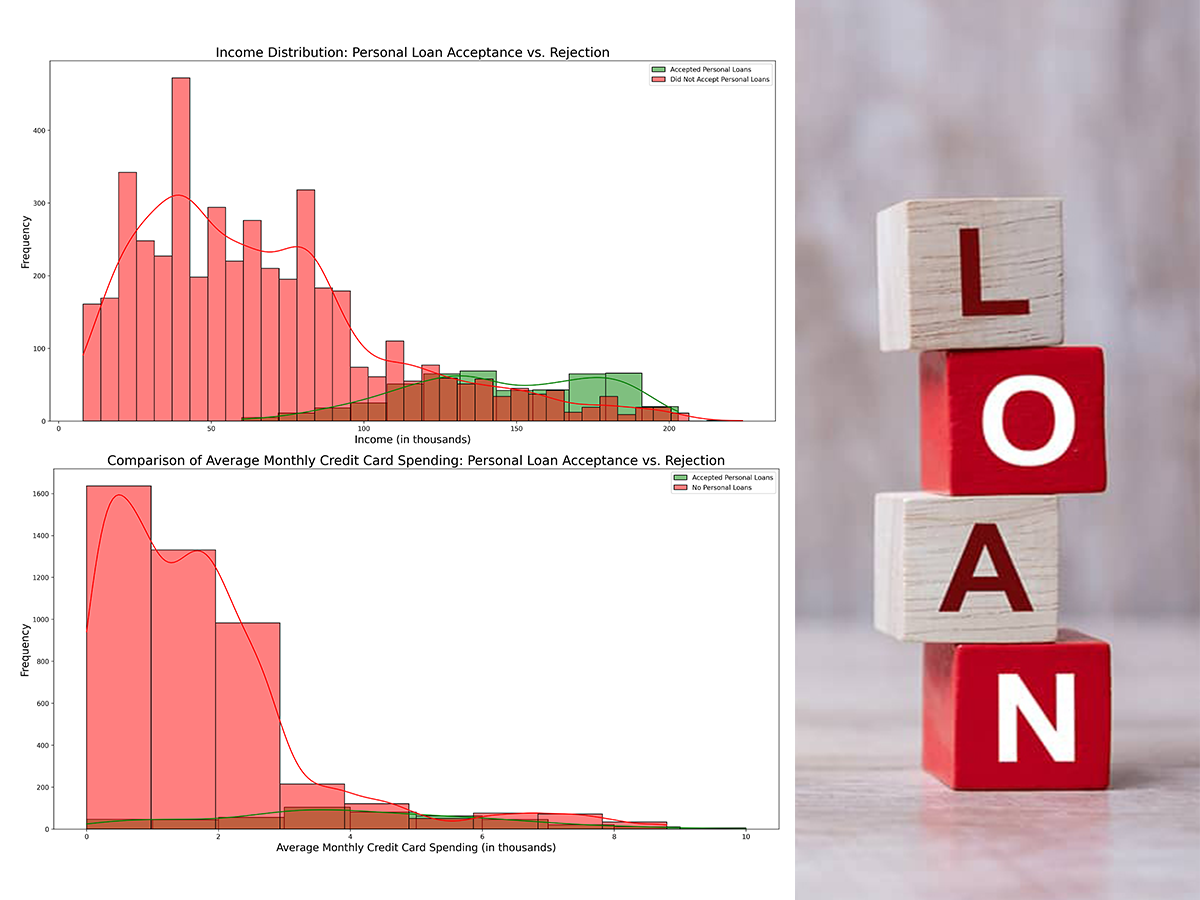 Income Distribution: Personal Loan Acceptance vs. Rejection
Accepted Personal Loans
Did Not Accept Personal Loans
400
300
200
100
0
Frequency
0 50 100 150 200
Income (in thousands)
Comparison of Average Monthly Credit Card Spending: Personal Loan Acceptance vs. Rejection
Accepted Personal Loans
No Personal Loans
1600
1400
1200
1000
800
600
400
200
0
Frequency
0 2 4 6 8 10
Average Monthly Credit Card Spending (in thousands)
L
O
A
N